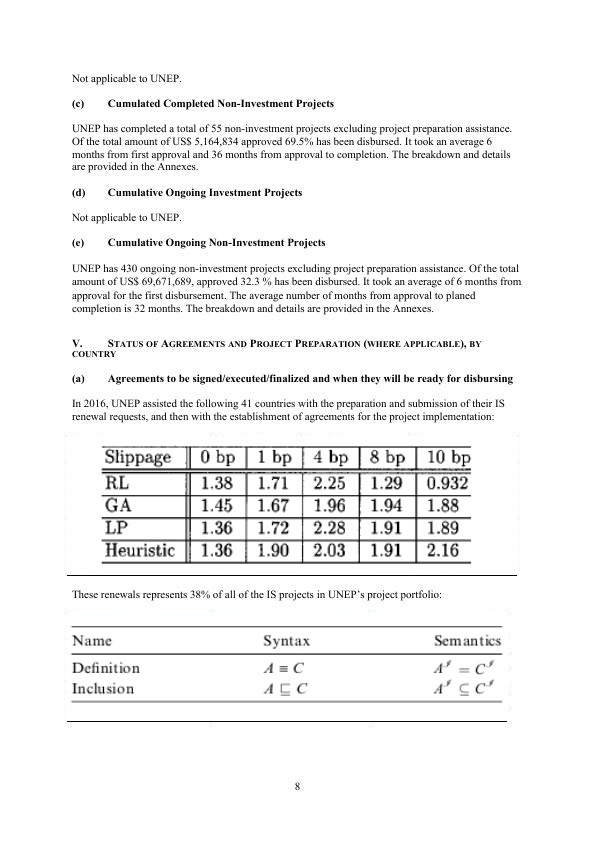 Not applicable to UNEP.
(c) Cumulated Completed Non-Investment Projects
UNEP has completed a total of 55 non-investment projects excluding project preparation assistance.
Of the total amount of US$ 5,164,834 approved 69.5% has been disbursed. It took an average 6
months from first approval and 36 months from approval to completion. The breakdown and details
are provided in the Annexes.
(d) Cumulative Ongoing Investment Projects
Not applicable to UNEP.
(e) Cumulative Ongoing Non-Investment Projects
UNEP has 430 ongoing non-investment projects excluding project preparation assistance. Of the total
amount of US$ 69,671,689, approved 32.3 % has been disbursed. It took an average of 6 months from
approval for the first disbursement. The average number of months from approval to planed
completion is 32 months. The breakdown and details are provided in the Annexes.
V. STATUS OF AGREEMENTS AND PROJECT PREPARATION (WHERE APPLICABLE), BY
COUNTRY
(a) Agreements to be signed/executed/finalized and when they will be ready for disbursing
In 2016, UNEP assisted the following 41 countries with the preparation and submission of their IS
renewal requests, and then with the establishment of agreements for the project implementation:
Slippage 0 bp 1 bp 4 bp 8 bp 10 bp
RL 1.38 1.71 2.25 1.29 0.932
GA 1.45 1.67 1.96 1.94 1.88
LP 1.36 1.72 2.28 1.91 1.89
Heuristic 1.36 1.90 2.03 1.91 2.16
These renewals represents 38% of all of the IS projects in UNEP’s project portfolio:
Name Syntax Semantics
Definition A ≡ C A^ℐ = C^ℐ
Inclusion A ⊑ C A^ℐ ⊆ C^ℐ
8